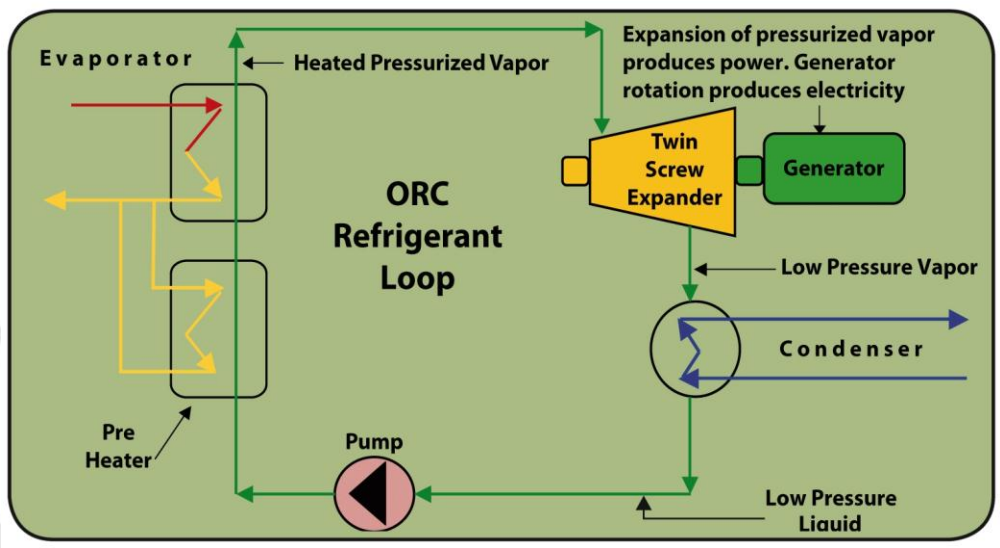 Evaporator
Heated Pressurized Vapor
Expansion of pressurized vapor
produces power. Generator
rotation produces electricity
Twin
Screw
Expander
Generator
ORC
Refrigerant
Loop
Low Pressure Vapor
Condenser
Pre
Heater
Pump
Low Pressure
Liquid